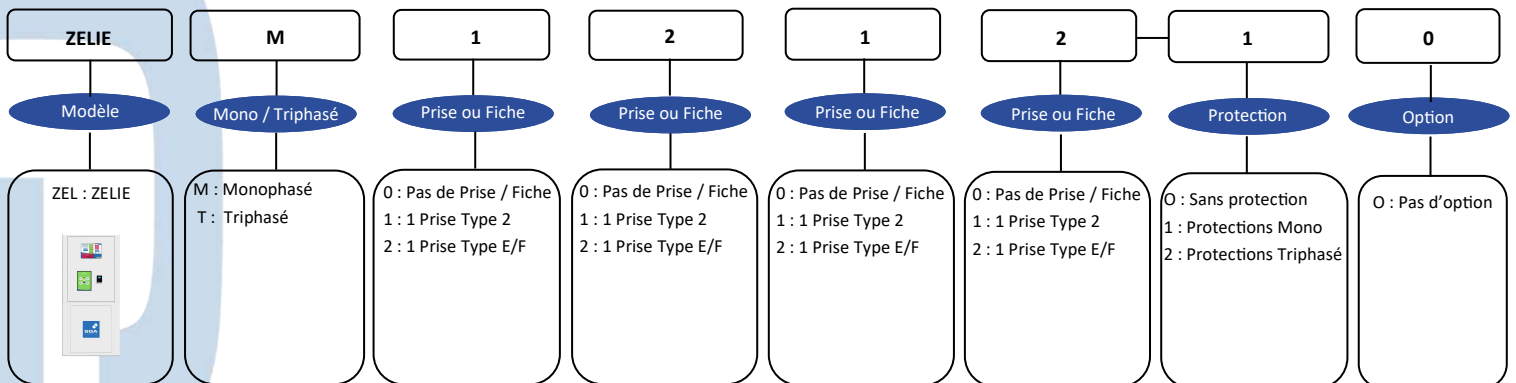 ZELIE M 1 2 1 2 1 0
Modèle Mono / Triphasé Prise ou Fiche Prise ou Fiche Prise ou Fiche Prise ou Fiche Protection Option
ZEL : ZELIE
M : Monophasé
T : Triphasé
0 : Pas de Prise / Fiche
1 : 1 Prise Type 2
2 : 1 Prise Type E/F
0 : Pas de Prise / Fiche
1 : 1 Prise Type 2
2 : 1 Prise Type E/F
0 : Pas de Prise / Fiche
1 : 1 Prise Type 2
2 : 1 Prise Type E/F
0 : Pas de Prise / Fiche
1 : 1 Prise Type 2
2 : 1 Prise Type E/F
O : Sans protection
1 : Protections Mono
2 : Protections Triphasé
O : Pas d’option